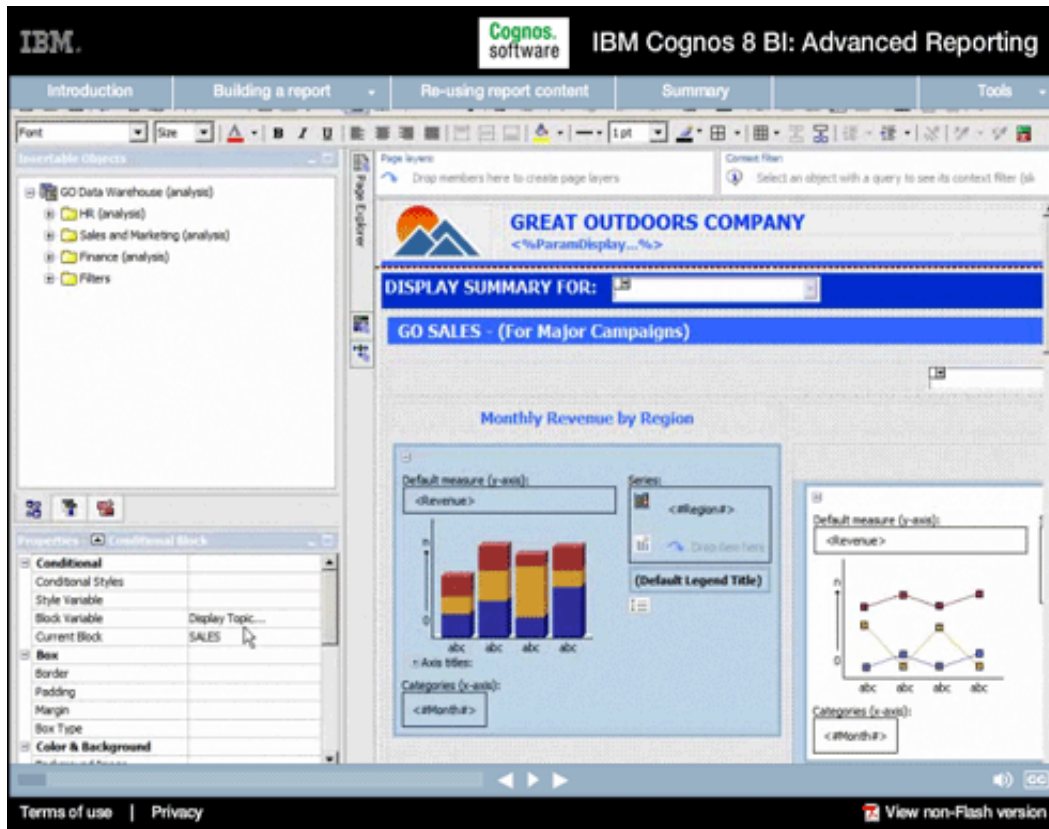 IBM.
Cognos.
software
IBM Cognos 8 BI: Advanced Reporting
Introduction
Building a report
Re-using report content
Summary
Tools
Font
Size
B I U
1 pt
Insertable Objects
GO Data Warehouse (analysis)
HR (analysis)
Sales and Marketing (analysis)
Finance (analysis)
Filters
Page Explorer
Page layers:
Drop members here to create page layers
Context filter:
Select an object with a query to see its context filter (sli
GREAT OUTDOORS COMPANY
<%ParamDisplay...%>
DISPLAY SUMMARY FOR:
GO SALES - (For Major Campaigns)
Monthly Revenue by Region
Default measure (y-axis):
<Revenue>
Series:
<#Region#>
Drop item here
(Default Legend Title)
n
0
abc abc abc abc
Axis titles:
Categories (x-axis):
<#Month#>
Default measure (y-axis):
<Revenue>
n
0
abc abc abc abc
Categories (x-axis):
<#Month#>
Properties Conditional Block
Conditional
Conditional Styles
Style Variable
Block Variable Display Topic...
Current Block SALES
Box
Border
Padding
Margin
Box Type
Color & Background
CC
Terms of use | Privacy
View non-Flash version